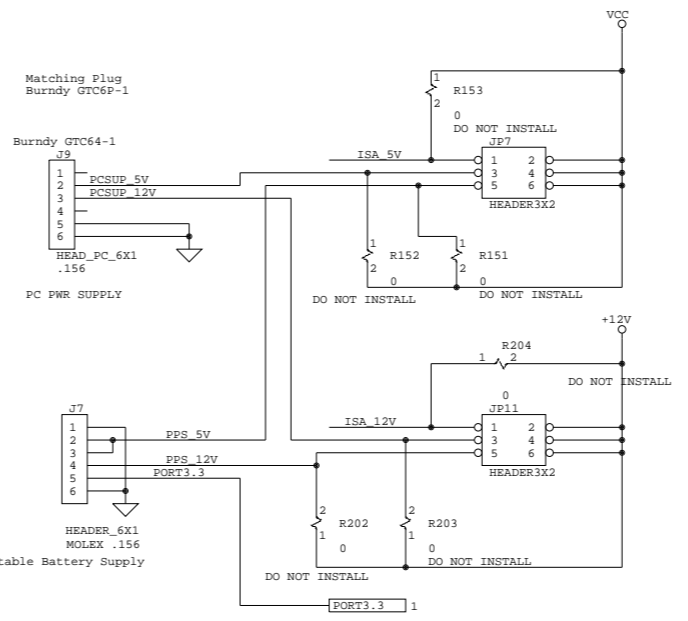 VCC
Matching Plug
Burndy GTC6P-1
1
R153
2
0
DO NOT INSTALL
Burndy GTC64-1
J9
JP7
ISA_5V
1 2
3 4
5 6
HEADER3X2
1
2 PCSUP_5V
3 PCSUP_12V
4
5
6
HEAD_PC_6X1
.156
PC PWR SUPPLY
1
R152
2
0
DO NOT INSTALL
1
R151
2
0
DO NOT INSTALL
+12V
R204
1 2
DO NOT INSTALL
0
JP11
ISA_12V
1 2
3 4
5 6
HEADER3X2
J7
1
2 PPS_5V
3
4 PPS_12V
5 PORT3.3
6
HEADER_6X1
MOLEX .156
table Battery Supply
2
R202
1
0
DO NOT INSTALL
2
R203
1
0
DO NOT INSTALL
PORT3.3 1